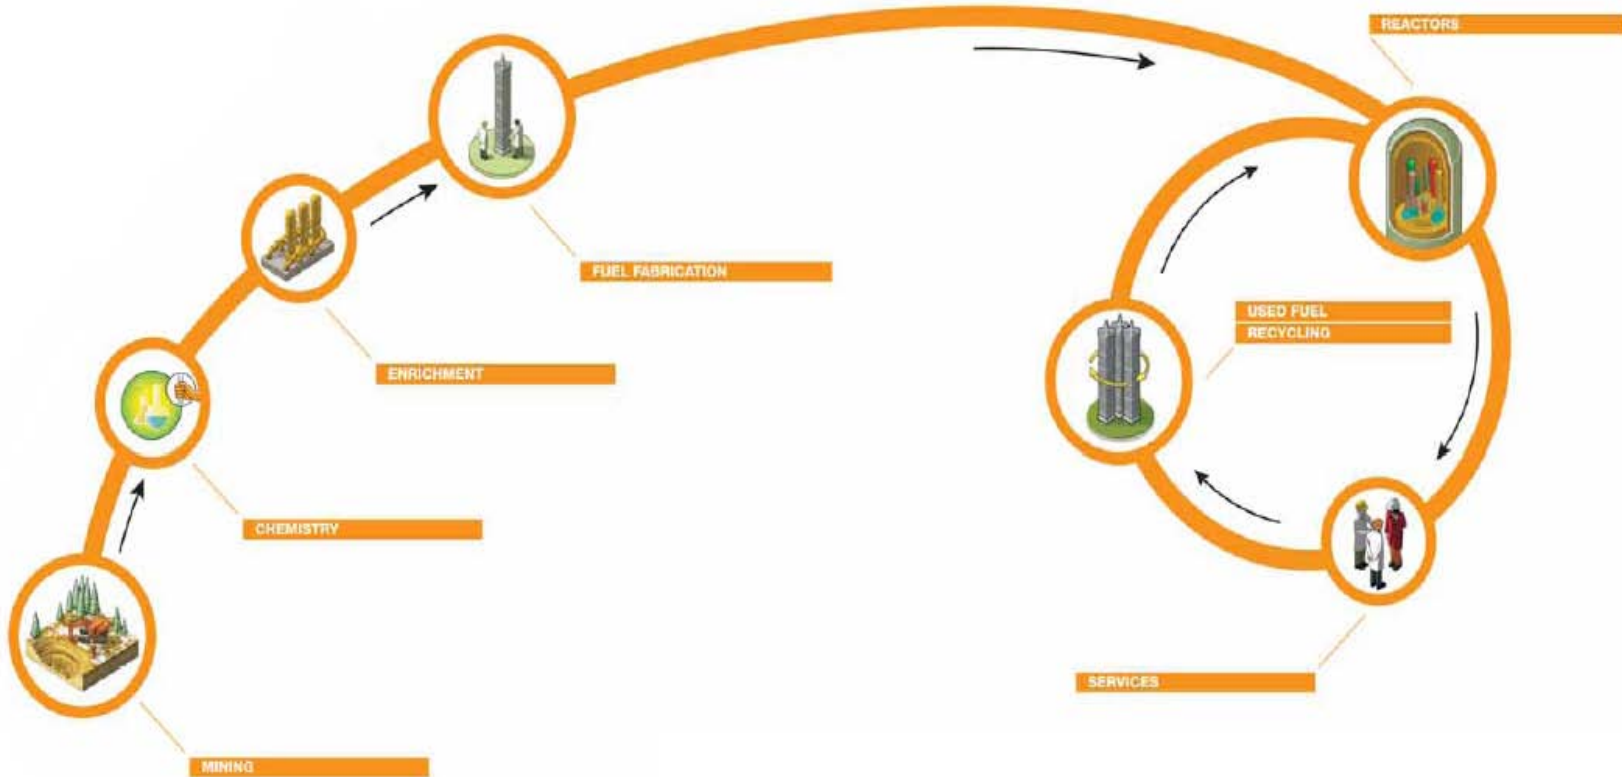 REACTORS
FUEL FABRICATION
USED FUEL
RECYCLING
ENRICHMENT
CHEMISTRY
SERVICES
MINING